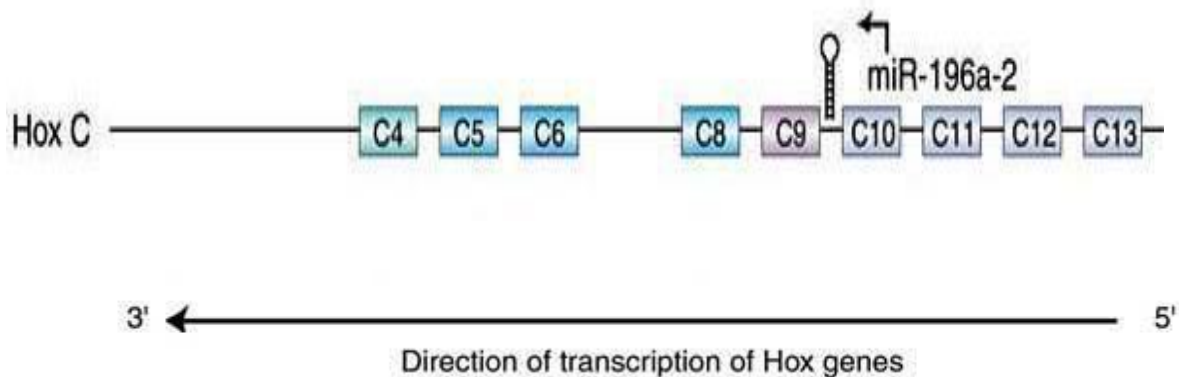 miR-196a-2
Hox C C4 C5 C6 C8 C9 C10 C11 C12 C13
3' 5'
Direction of transcription of Hox genes